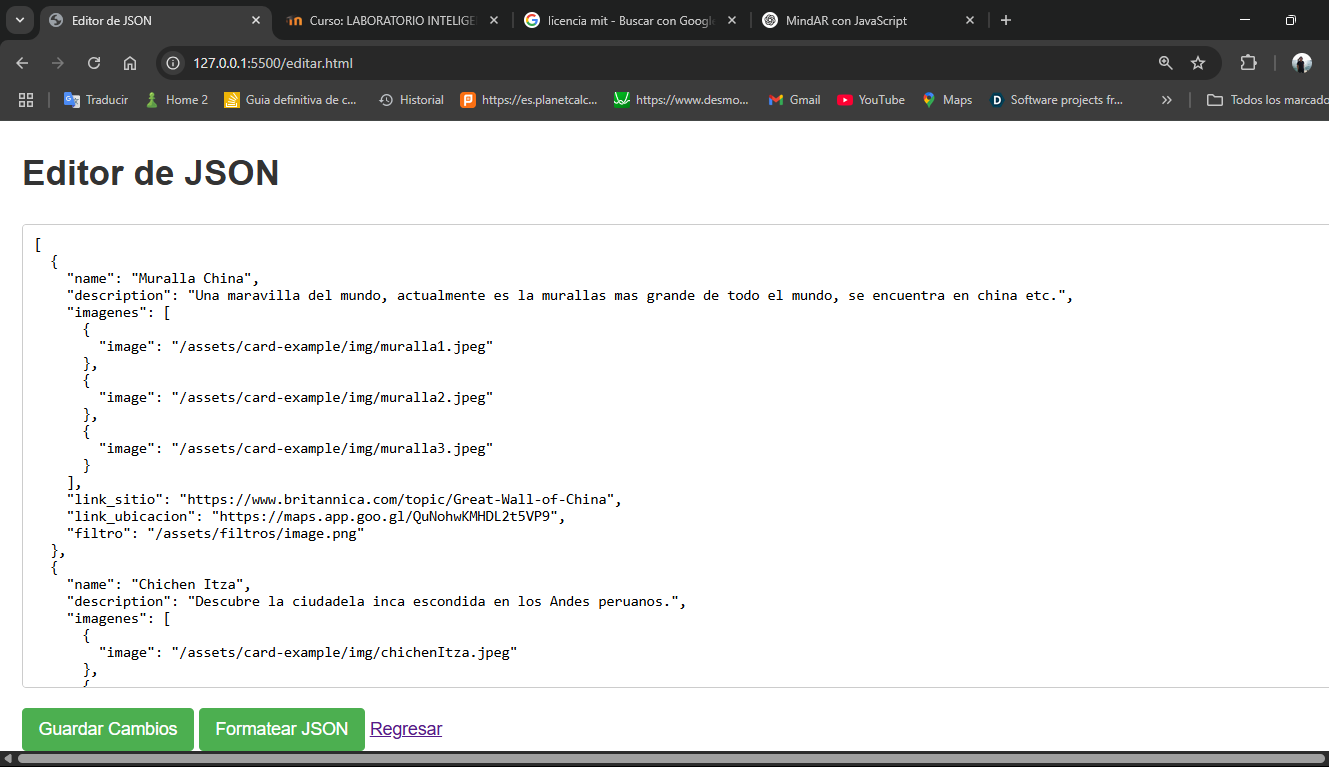 Editor de JSON
Curso: LABORATORIO INTELIGE
licencia mit - Buscar con Google
MindAR con JavaScript
127.0.0.1:5500/editar.html
Traducir
Home 2
Guia definitiva de c...
Historial
https://es.planetcalc...
https://www.desmo...
Gmail
YouTube
Maps
Software projects fr...
Todos los marcado
Editor de JSON
[
{
"name": "Muralla China",
"description": "Una maravilla del mundo, actualmente es la murallas mas grande de todo el mundo, se encuentra en china etc.",
"imagenes": [
{
"image": "/assets/card-example/img/muralla1.jpeg"
},
{
"image": "/assets/card-example/img/muralla2.jpeg"
},
{
"image": "/assets/card-example/img/muralla3.jpeg"
}
],
"link_sitio": "https://www.britannica.com/topic/Great-Wall-of-China",
"link_ubicacion": "https://maps.app.goo.gl/QuNohwKMHDL2t5VP9",
"filtro": "/assets/filtros/image.png"
},
{
"name": "Chichen Itza",
"description": "Descubre la ciudadela inca escondida en los Andes peruanos.",
"imagenes": [
{
"image": "/assets/card-example/img/chichenItza.jpeg"
},
{
Guardar Cambios
Formatear JSON
Regresar